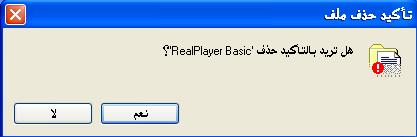 تأكيد حذف ملف
هل تريد بالتأكيد حذف 'RealPlayer Basic'؟
نعم
لا